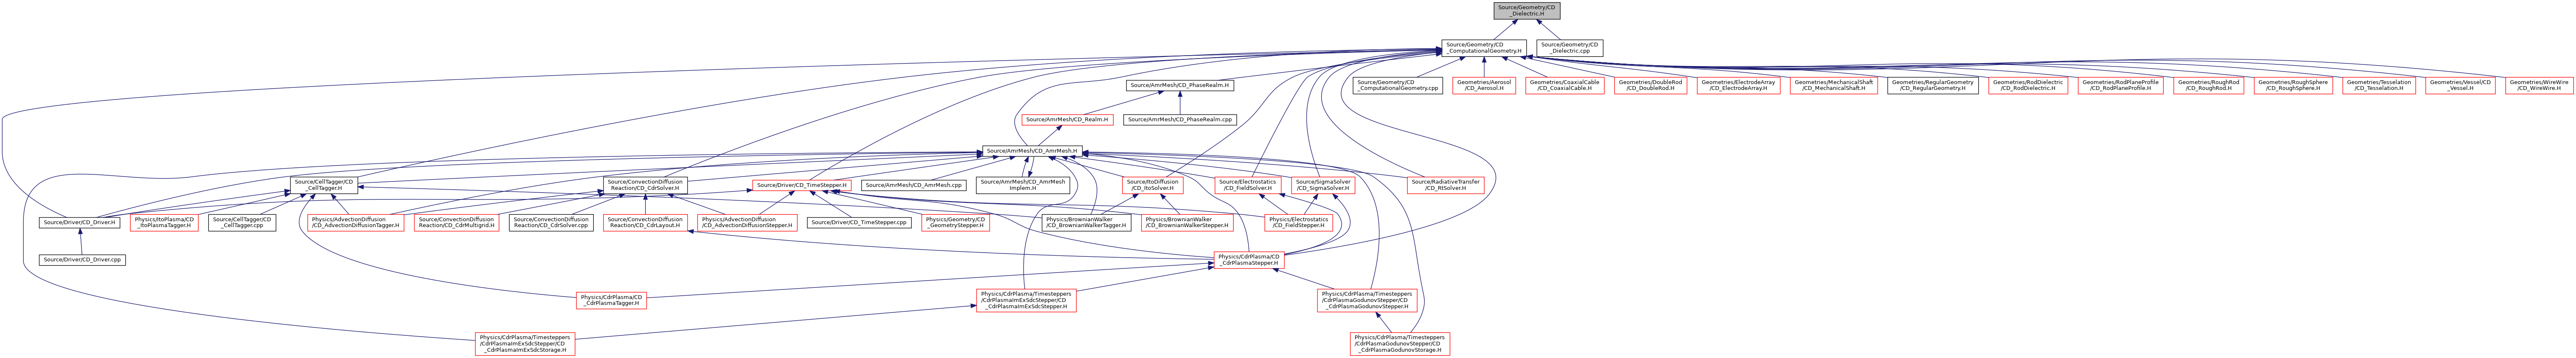 Source/Geometry/CD
_Dielectric.H
Source/Geometry/CD
_ComputationalGeometry.H
Source/Geometry/CD
_Dielectric.cpp
Source/AmrMesh/CD_PhaseRealm.H
Source/Geometry/CD
_ComputationalGeometry.cpp
Geometries/Aerosol
/CD_Aerosol.H
Geometries/CoaxialCable
/CD_CoaxialCable.H
Geometries/DoubleRod
/CD_DoubleRod.H
Geometries/ElectrodeArray
/CD_ElectrodeArray.H
Geometries/MechanicalShaft
/CD_MechanicalShaft.H
Geometries/RegularGeometry
/CD_RegularGeometry.H
Geometries/RodDielectric
/CD_RodDielectric.H
Geometries/RodPlaneProfile
/CD_RodPlaneProfile.H
Geometries/RoughRod
/CD_RoughRod.H
Geometries/RoughSphere
/CD_RoughSphere.H
Geometries/Tesselation
/CD_Tesselation.H
Geometries/Vessel/CD
_Vessel.H
Geometries/WireWire
/CD_WireWire.H
Source/AmrMesh/CD_Realm.H
Source/AmrMesh/CD_PhaseRealm.cpp
Source/AmrMesh/CD_AmrMesh.H
Source/CellTagger/CD
_CellTagger.H
Source/ConvectionDiffusion
Reaction/CD_CdrSolver.H
Source/Driver/CD_TimeStepper.H
Source/AmrMesh/CD_AmrMesh.cpp
Source/AmrMesh/CD_AmrMesh
Implem.H
Source/ItoDiffusion
/CD_ItoSolver.H
Source/Electrostatics
/CD_FieldSolver.H
Source/SigmaSolver
/CD_SigmaSolver.H
Source/RadiativeTransfer
/CD_RtSolver.H
Source/Driver/CD_Driver.H
Physics/ItoPlasma/CD
_ItoPlasmaTagger.H
Source/CellTagger/CD
_CellTagger.cpp
Physics/AdvectionDiffusion
/CD_AdvectionDiffusionTagger.H
Source/ConvectionDiffusion
Reaction/CD_CdrMultigrid.H
Source/ConvectionDiffusion
Reaction/CD_CdrSolver.cpp
Source/ConvectionDiffusion
Reaction/CD_CdrLayout.H
Physics/AdvectionDiffusion
/CD_AdvectionDiffusionStepper.H
Source/Driver/CD_TimeStepper.cpp
Physics/Geometry/CD
_GeometryStepper.H
Physics/BrownianWalker
/CD_BrownianWalkerTagger.H
Physics/BrownianWalker
/CD_BrownianWalkerStepper.H
Physics/Electrostatics
/CD_FieldStepper.H
Source/Driver/CD_Driver.cpp
Physics/CdrPlasma/CD
_CdrPlasmaStepper.H
Physics/CdrPlasma/CD
_CdrPlasmaTagger.H
Physics/CdrPlasma/Timesteppers
/CdrPlasmaImExSdcStepper/CD
_CdrPlasmaImExSdcStepper.H
Physics/CdrPlasma/Timesteppers
/CdrPlasmaGodunovStepper/CD
_CdrPlasmaGodunovStepper.H
Physics/CdrPlasma/Timesteppers
/CdrPlasmaImExSdcStepper/CD
_CdrPlasmaImExSdcStorage.H
Physics/CdrPlasma/Timesteppers
/CdrPlasmaGodunovStepper/CD
_CdrPlasmaGodunovStorage.H